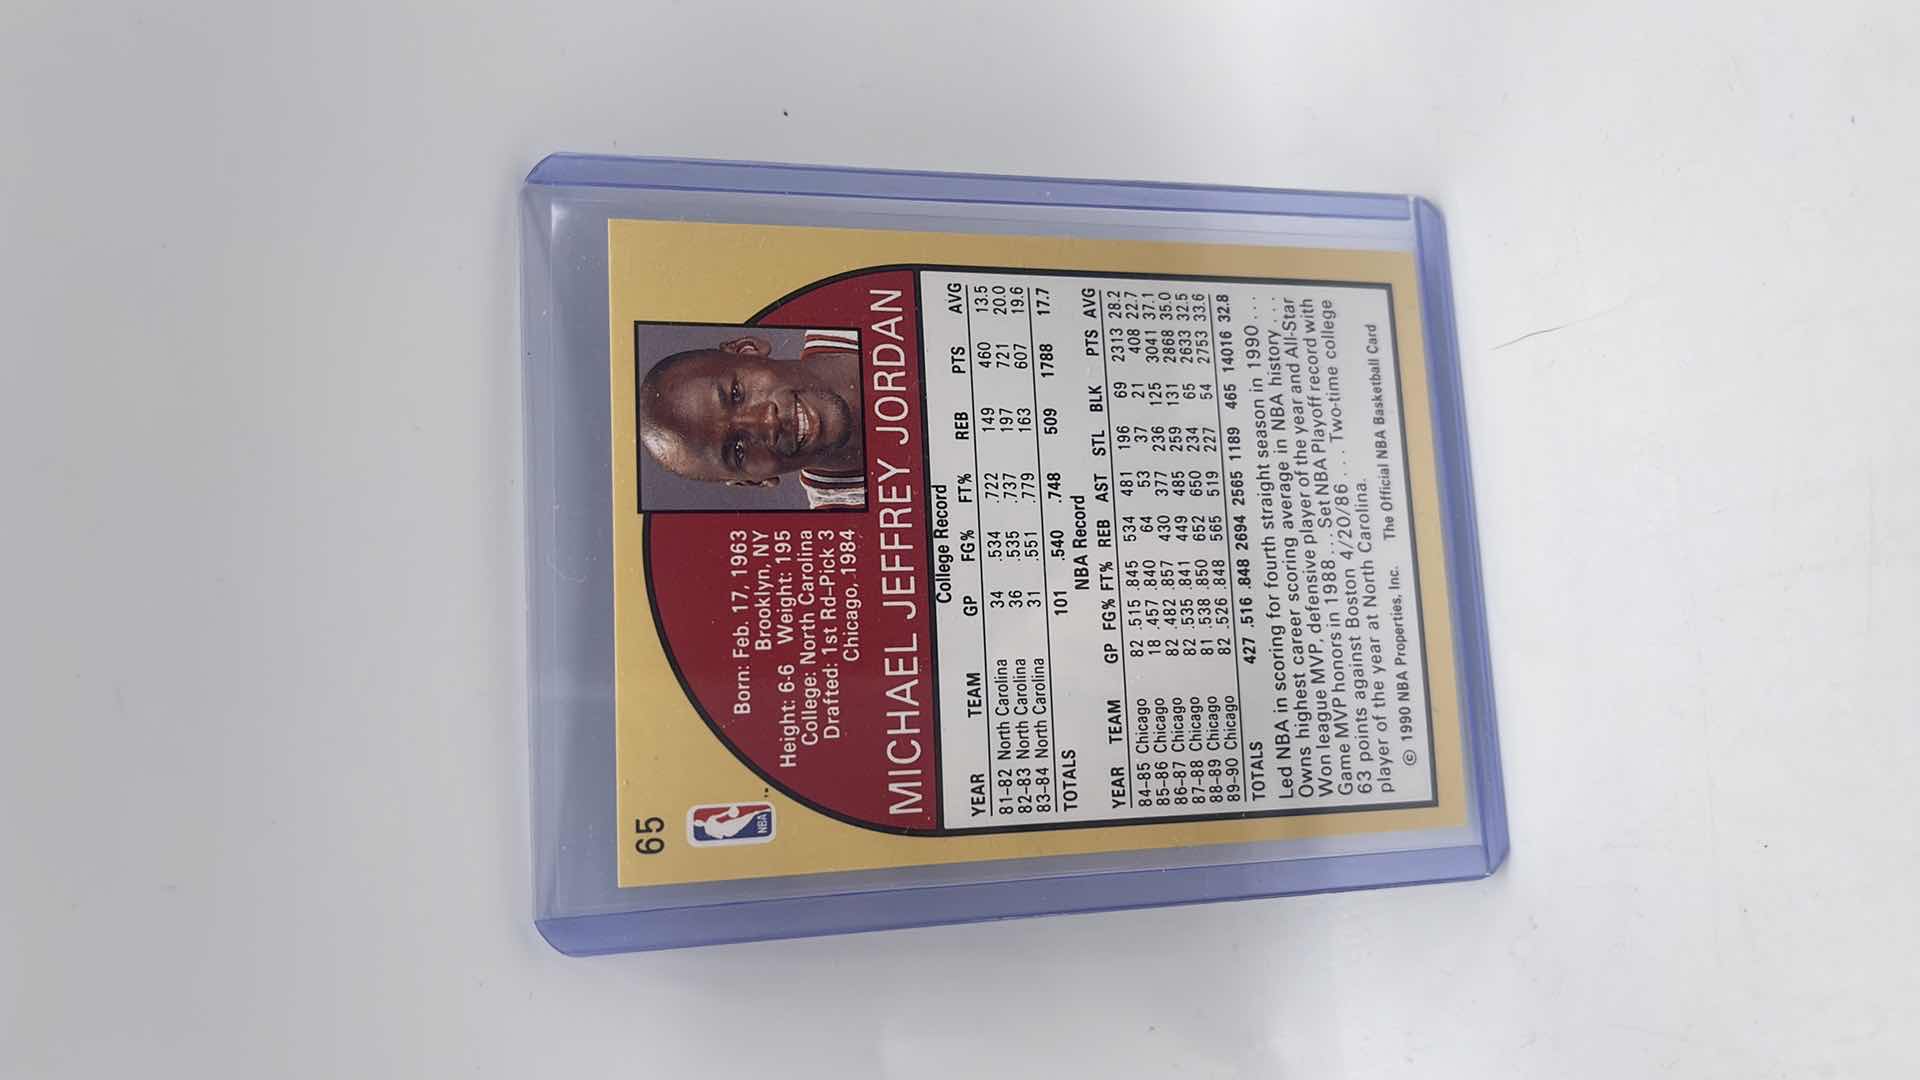 65
NBA
Born: Feb. 17, 1963
Brooklyn, NY
Height: 6-6 Weight: 195
College: North Carolina
Drafted: 1st Rd-Pick 3
Chicago, 1984
MICHAEL JEFFREY JORDAN
College Record
YEAR TEAM GP FG% FT% REB PTS AVG
81-82 North Carolina 34 .534 .722 149 460 13.5
82-83 North Carolina 36 .535 .737 197 721 20.0
83-84 North Carolina 31 .551 .779 163 607 19.6
TOTALS 101 .540 .748 509 1788 17.7
NBA Record
YEAR TEAM GP FG% FT% REB AST STL BLK PTS AVG
84-85 Chicago 82 .515 .845 534 481 196 69 2313 28.2
85-86 Chicago 18 .457 .840 64 53 37 21 408 22.7
86-87 Chicago 82 .482 .857 430 377 236 125 3041 37.1
87-88 Chicago 82 .535 .841 449 485 259 131 2868 35.0
88-89 Chicago 81 .538 .850 652 650 234 65 2633 32.5
89-90 Chicago 82 .526 .848 565 519 227 54 2753 33.6
TOTALS 427 .516 .848 2694 2565 1189 465 14016 32.8
Led NBA in scoring for fourth straight season in 1990 . . .
Owns highest career scoring average in NBA history . . .
Won league MVP, defensive player of the year and All-Star
Game MVP honors in 1988 . . . Set NBA Playoff record with
63 points against Boston 4/20/86 . . . Two-time college
player of the year at North Carolina.
© 1990 NBA Properties, Inc. The Official NBA Basketball Card